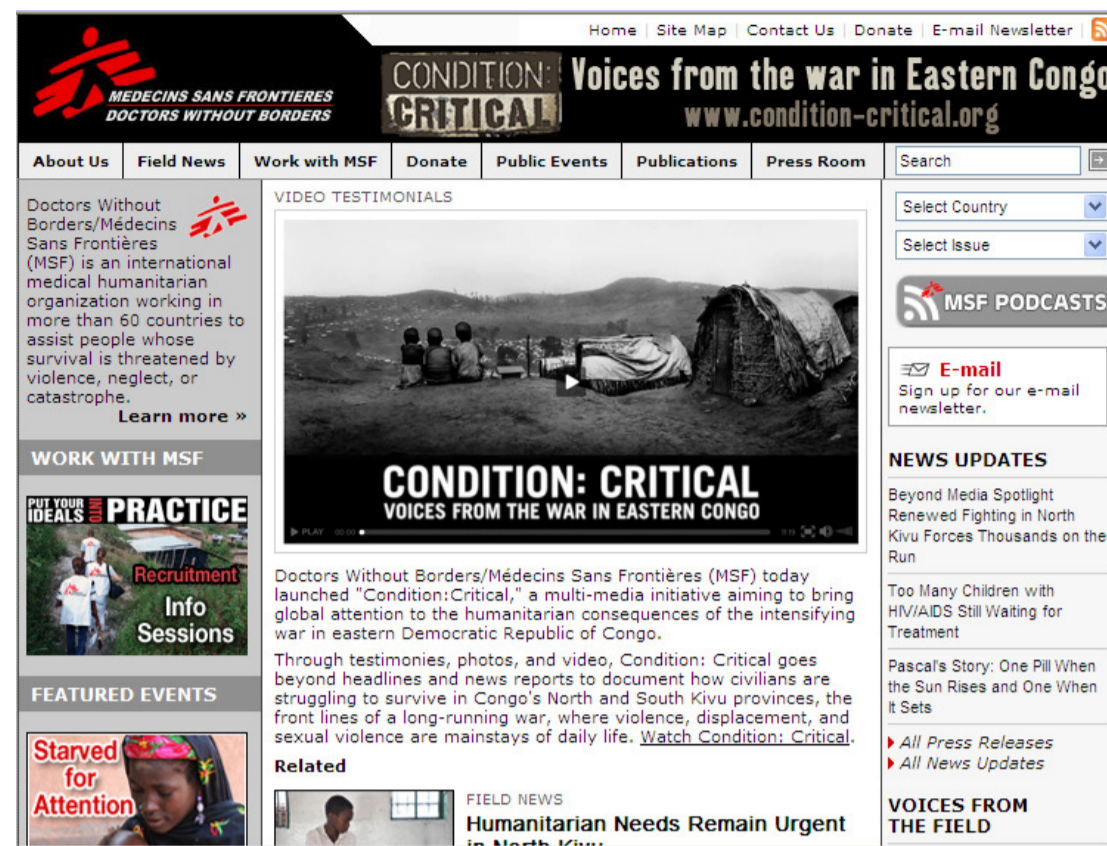 Home | Site Map | Contact Us | Donate | E-mail Newsletter |
MEDECINS SANS FRONTIERES
DOCTORS WITHOUT BORDERS
CONDITION:
CRITICAL
Voices from the war in Eastern Congo
www.condition-critical.org
About Us
Field News
Work with MSF
Donate
Public Events
Publications
Press Room
Search
Doctors Without
Borders/Médecins
Sans Frontières
(MSF) is an international
medical humanitarian
organization working in
more than 60 countries to
assist people whose
survival is threatened by
violence, neglect, or
catastrophe.
Learn more »
WORK WITH MSF
PUT YOUR
IDEALS
INTO
PRACTICE
Recruitment
Info
Sessions
FEATURED EVENTS
Starved
for
Attention
VIDEO TESTIMONIALS
CONDITION: CRITICAL
VOICES FROM THE WAR IN EASTERN CONGO
PLAY 00:00
Doctors Without Borders/Médecins Sans Frontières (MSF) today
launched "Condition:Critical," a multi-media initiative aiming to bring
global attention to the humanitarian consequences of the intensifying
war in eastern Democratic Republic of Congo.
Through testimonies, photos, and video, Condition: Critical goes
beyond headlines and news reports to document how civilians are
struggling to survive in Congo's North and South Kivu provinces, the
front lines of a long-running war, where violence, displacement, and
sexual violence are mainstays of daily life. Watch Condition: Critical.
Related
FIELD NEWS
Humanitarian Needs Remain Urgent
in North Kivu
Select Country
Select Issue
MSF PODCASTS
E-mail
Sign up for our e-mail
newsletter.
NEWS UPDATES
Beyond Media Spotlight
Renewed Fighting in North
Kivu Forces Thousands on the
Run
Too Many Children with
HIV/AIDS Still Waiting for
Treatment
Pascal's Story: One Pill When
the Sun Rises and One When
It Sets
All Press Releases
All News Updates
VOICES FROM
THE FIELD